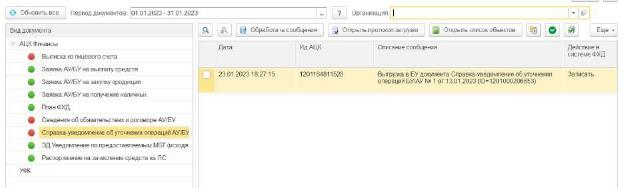 Обновить все Период документов: 01.01.2023 - 31.01.2023 ... ? Организация:
Вид документа
АЦК Финансы
Выписка из лицевого счета
Заявка АУ/БУ на выплату средств
Заявка АУ/БУ на закупку продукции
Заявка АУ/БУ на получение наличных
План ФХД
Сведения об обязательствах и договоре АУ/БУ
Справка-уведомление об уточнении операций АУ/БУ
ЭД Уведомление по предоставляемым МБТ (исходя
Распоряжение на зачисление средств на ЛС
УФК
Обработать сообщения Открыть протокол загрузки Открыть список объектов Еще
Дата Ид АЦК Описание сообщения Действие в системе ФХД
23.01.2023 18:27:15 1201164811528 Выгрузка в БУ документа Справка-уведомление об уточнении Записать
операций БУ/АУ № 1 от 13.01.2023 (ID=1201000206853)